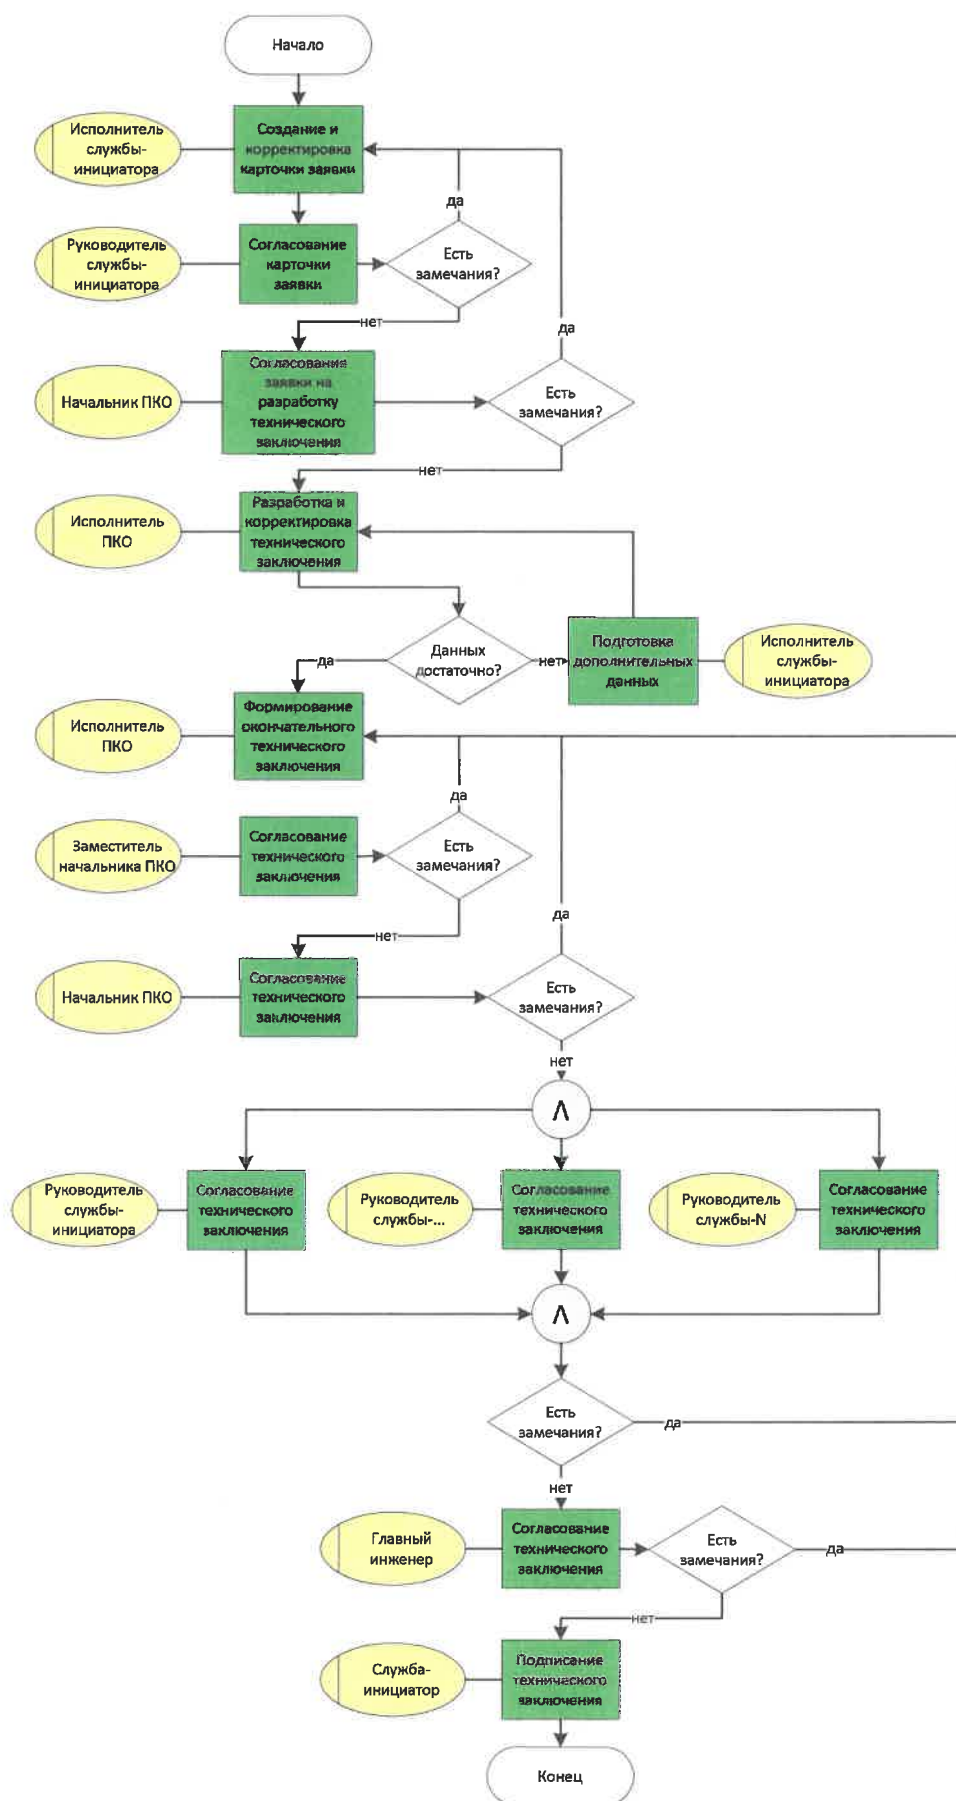 Начало
Исполнитель
службы-
инициатора
Создание и
корректировка
карточки заявки
да
Руководитель
службы-
инициатора
Согласование
карточки
заявки
Есть
замечания?
нет
да
Начальник ПКО
Согласование
заявки на
разработку
технического
заключения
Есть
замечания?
нет
Исполнитель
ПКО
Разработка и
корректировка
технического
заключения
Данных
достаточно?
да
нет
Подготовка
дополнительных
данных
Исполнитель
службы-
инициатора
Исполнитель
ПКО
Формирование
окончательного
технического
заключения
да
Заместитель
начальника ПКО
Согласование
технического
заключения
Есть
замечания?
нет
да
Начальник ПКО
Согласование
технического
заключения
Есть
замечания?
нет
Λ
Руководитель
службы-
инициатора
Согласование
технического
заключения
Руководитель
службы-...
Согласование
технического
заключения
Руководитель
службы-N
Согласование
технического
заключения
Λ
Есть
замечания?
да
нет
Главный
инженер
Согласование
технического
заключения
Есть
замечания?
да
нет
Служба-
инициатор
Подписание
технического
заключения
Конец